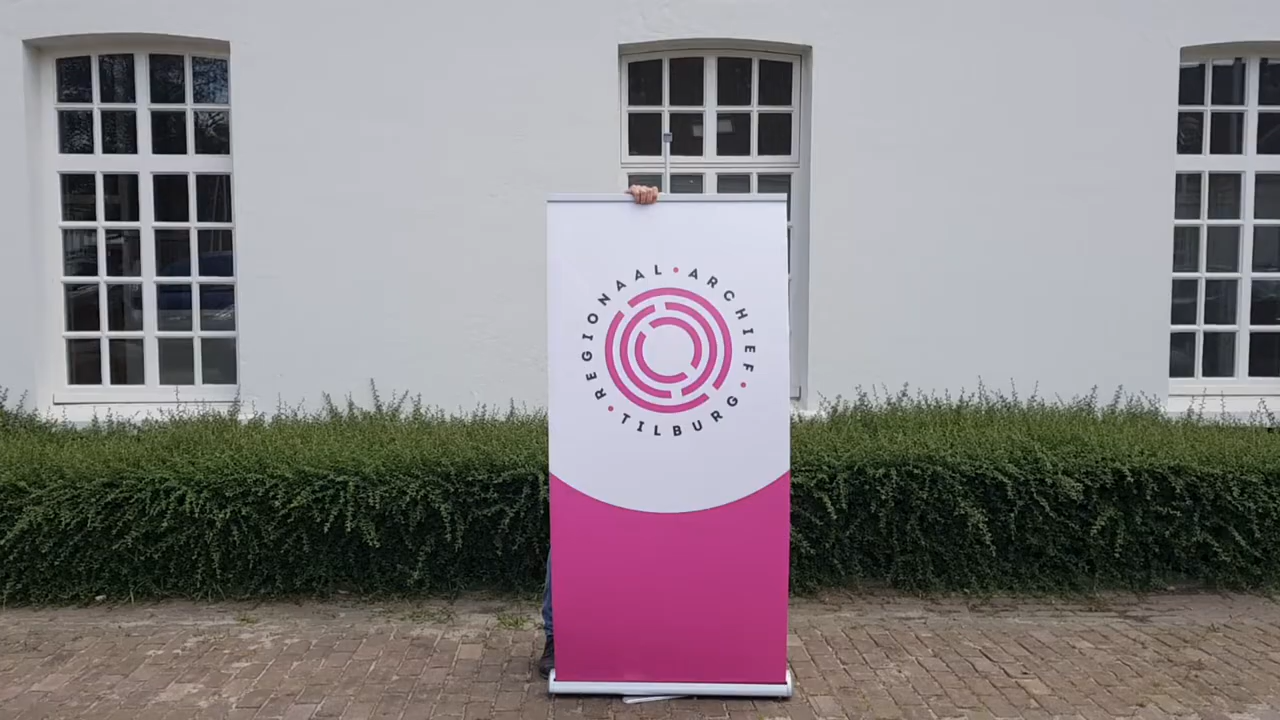 REGIONAAL • ARCHIEF • TILBURG •